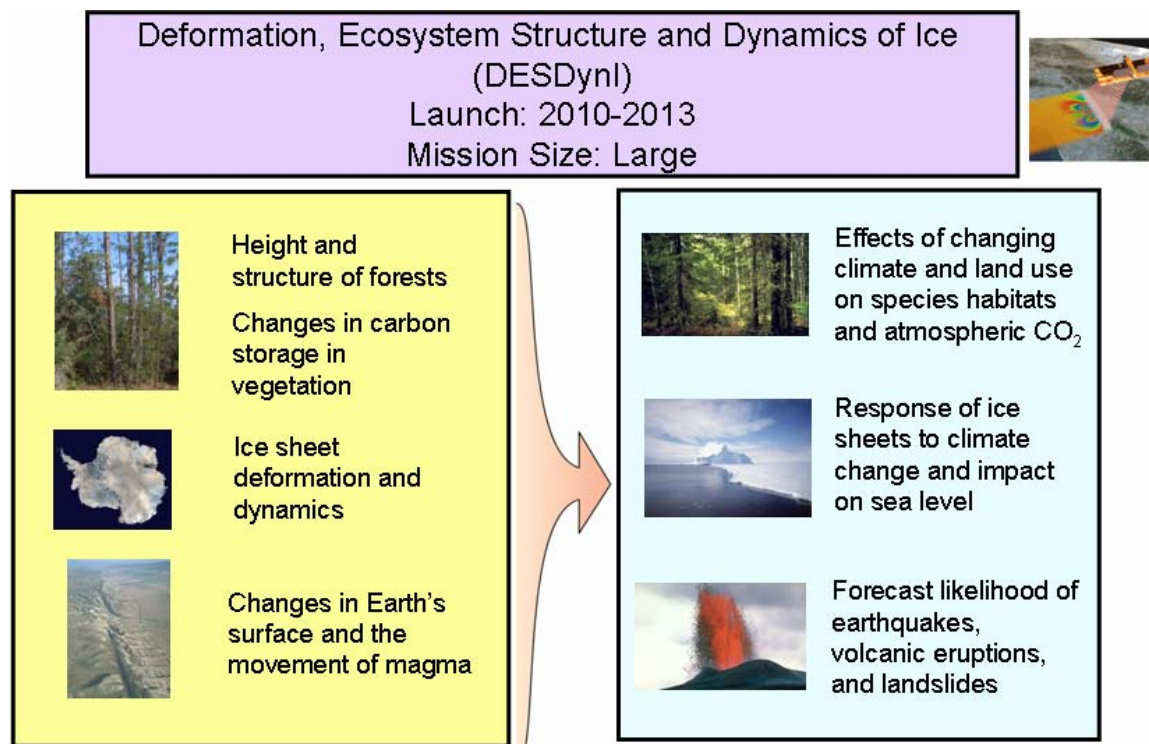 Deformation, Ecosystem Structure and Dynamics of Ice
(DESDynI)
Launch: 2010-2013
Mission Size: Large
Height and
structure of forests
Changes in carbon
storage in
vegetation
Ice sheet
deformation and
dynamics
Changes in Earth's
surface and the
movement of magma
Effects of changing
climate and land use
on species habitats
and atmospheric CO₂
Response of ice
sheets to climate
change and impact
on sea level
Forecast likelihood of
earthquakes,
volcanic eruptions,
and landslides